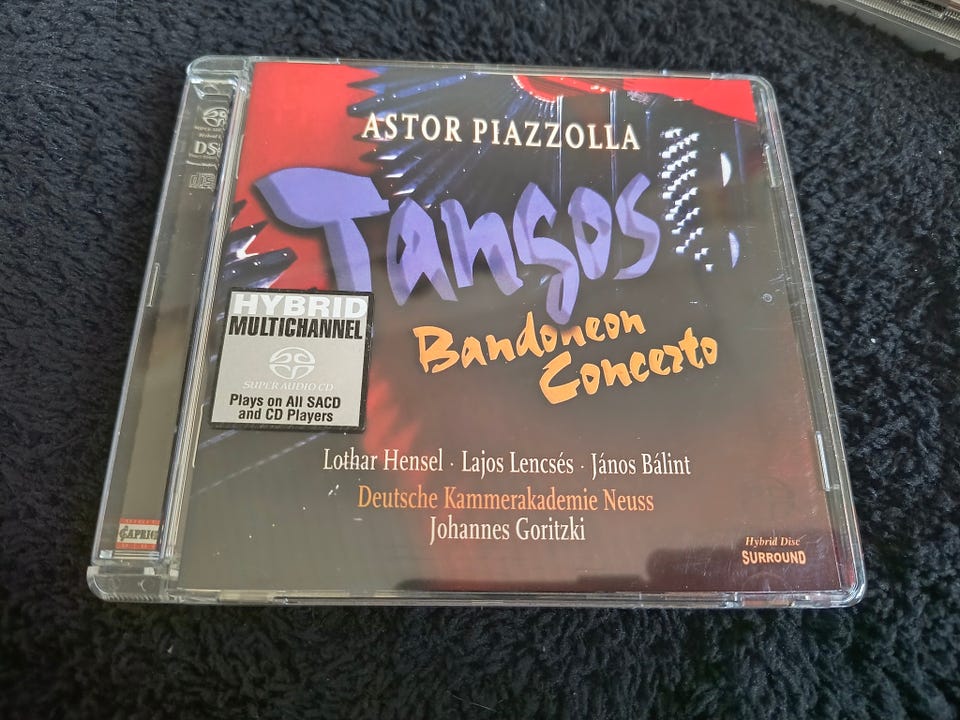 ASTOR PIAZZOLLA
Tangos
Bandoneon
Concerto
HYBRID
MULTICHANNEL
SUPER AUDIO CD
Plays on All SACD
and CD Players
Lothar Hensel · Lajos Lencsés · János Bálint
Deutsche Kammerakademie Neuss
Johannes Goritzki
Hybrid Disc
SURROUND